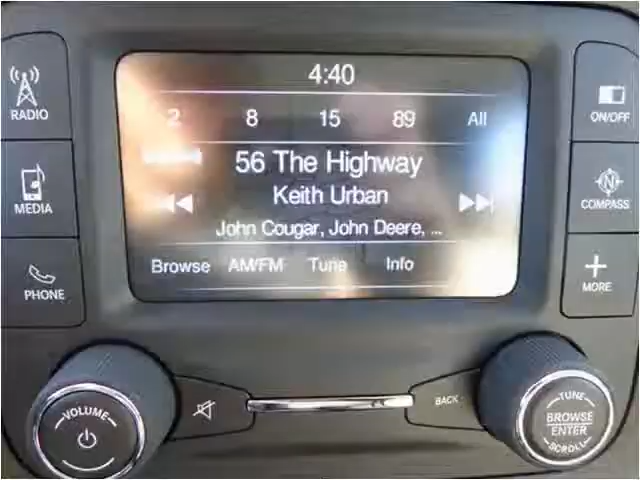 4:40
2 8 15 89 All
56 The Highway
Keith Urban
John Cougar, John Deere, ...
Browse AM/FM Tune Info
RADIO
MEDIA
PHONE
ON/OFF
N
COMPASS
MORE
VOLUME
BACK
TUNE
BROWSE
ENTER
SCROLL